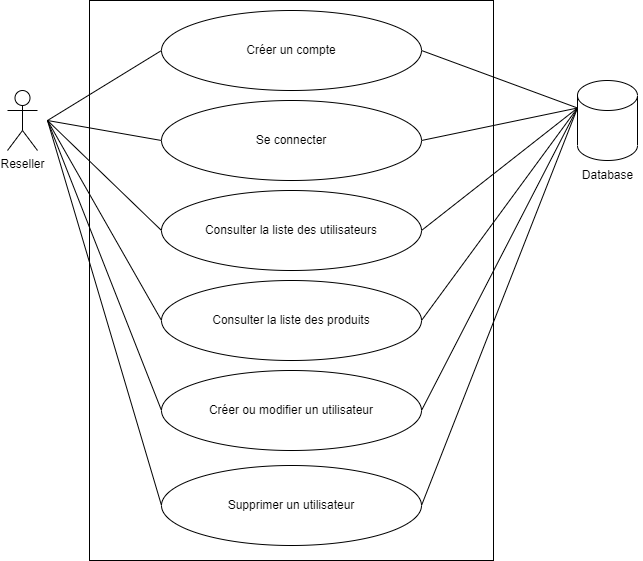 Créer un compte
Se connecter
Reseller
Database
Consulter la liste des utilisateurs
Consulter la liste des produits
Créer ou modifier un utilisateur
Supprimer un utilisateur